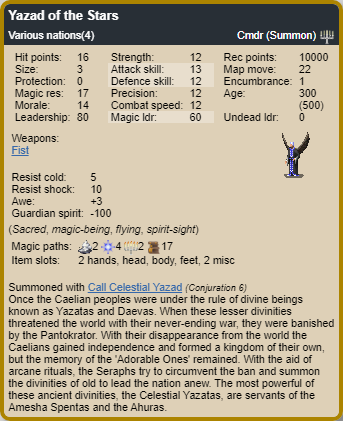 Yazad of the Stars
Various nations(4) Cmdr (Summon)
Hit points: 16 Strength: 12 Rec points: 10000
Size: 3 Attack skill: 13 Map move: 22
Protection: 0 Defence skill: 12 Encumbrance: 1
Magic res: 17 Precision: 12 Age: 300
Morale: 14 Combat speed: 12 (500)
Leadership: 80 Magic ldr: 60 Undead ldr: 0
Weapons:
Fist
Resist cold: 5
Resist shock: 10
Awe: +3
Guardian spirit: -100
(Sacred, magic-being, flying, spirit-sight)
Magic paths: 2 4 2 17
Item slots: 2 hands, head, body, feet, 2 misc
Summoned with Call Celestial Yazad (Conjuration 6)
Once the Caelian peoples were under the rule of divine beings
known as Yazatas and Daevas. When these lesser divinities
threatened the world with their never-ending war, they were banished
by the Pantokrator. With their disappearance from the world the
Caelians gained independence and formed a kingdom of their own,
but the memory of the 'Adorable Ones' remained. With the aid of
arcane rituals, the Seraphs try to circumvent the ban and summon
the divinities of old to lead the nation anew. The most powerful of
these ancient divinities, the Celestial Yazatas, are servants of the
Amesha Spentas and the Ahuras.